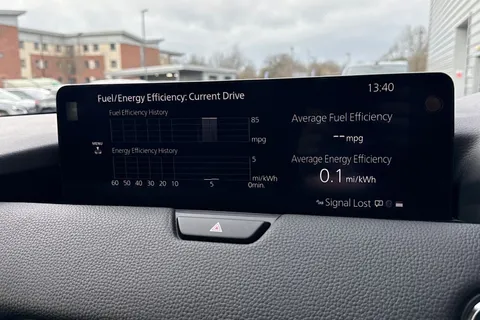 13:40
Fuel/Energy Efficiency: Current Drive
Fuel Efficiency History
85
mpg
Energy Efficiency History
5
mi/kWh
60 50 40 30 20 10 5 0min.
MENU
Average Fuel Efficiency
--mpg
Average Energy Efficiency
0.1 mi/kWh
Signal Lost